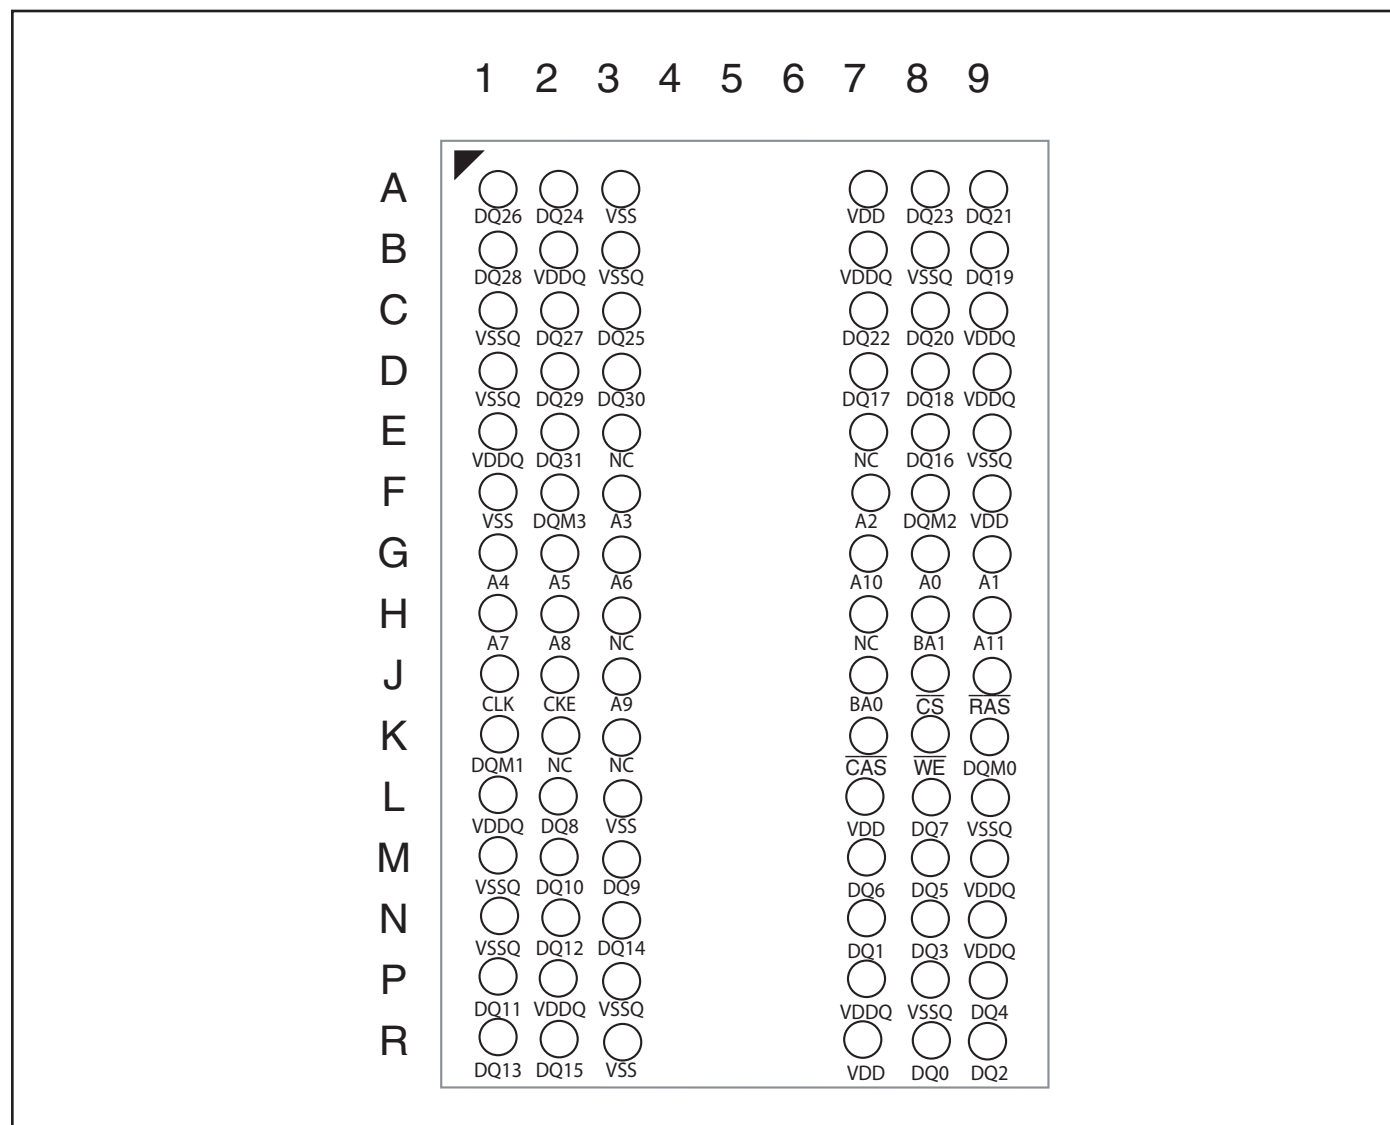 1 2 3 4 5 6 7 8 9
A
DQ26 DQ24 VSS VDD DQ23 DQ21
B
DQ28 VDDQ VSSQ VDDQ VSSQ DQ19
C
VSSQ DQ27 DQ25 DQ22 DQ20 VDDQ
D
VSSQ DQ29 DQ30 DQ17 DQ18 VDDQ
E
VDDQ DQ31 NC NC DQ16 VSSQ
F
VSS DQM3 A3 A2 DQM2 VDD
G
A4 A5 A6 A10 A0 A1
H
A7 A8 NC NC BA1 A11
J
CLK CKE A9 BA0 C̅S̅ R̅A̅S̅
K
DQM1 NC NC C̅A̅S̅ W̅E̅ DQM0
L
VDDQ DQ8 VSS VDD DQ7 VSSQ
M
VSSQ DQ10 DQ9 DQ6 DQ5 VDDQ
N
VSSQ DQ12 DQ14 DQ1 DQ3 VDDQ
P
DQ11 VDDQ VSSQ VDDQ VSSQ DQ4
R
DQ13 DQ15 VSS VDD DQ0 DQ2